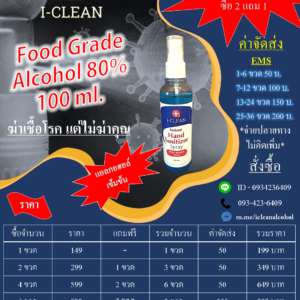 I-CLEAN
ซื้อ 2 แถม 1
Food Grade
Alcohol 80%
100 ml.
ฆ่าเชื้อโรค แต่ไม่ฆ่าคุณ
แอลกอฮอล์
เข้มข้น
I-CLEAN
Instant
Hand
Sanitizer
Spray
ค่าจัดส่ง
EMS
1-6 ขวด 50 บ.
7-12 ขวด 100 บ.
13-24 ขวด 150 บ.
25-36 ขวด 200 บ.
*จ่ายปลายทาง
ไม่คิดเพิ่ม*
สั่งซื้อ
ID - 0934236409
093-423-6409
m.me/icleanalcohol
ราคา
ซื้อจำนวน ราคา แถมฟรี รวมจำนวน ค่าส่ง รวมราคา
1 ขวด 149 - 1 ขวด 50 199 บาท
2 ขวด 299 1 ขวด 3 ขวด 50 349 บาท
4 ขวด 599 2 ขวด 6 ขวด 50 649 บาท